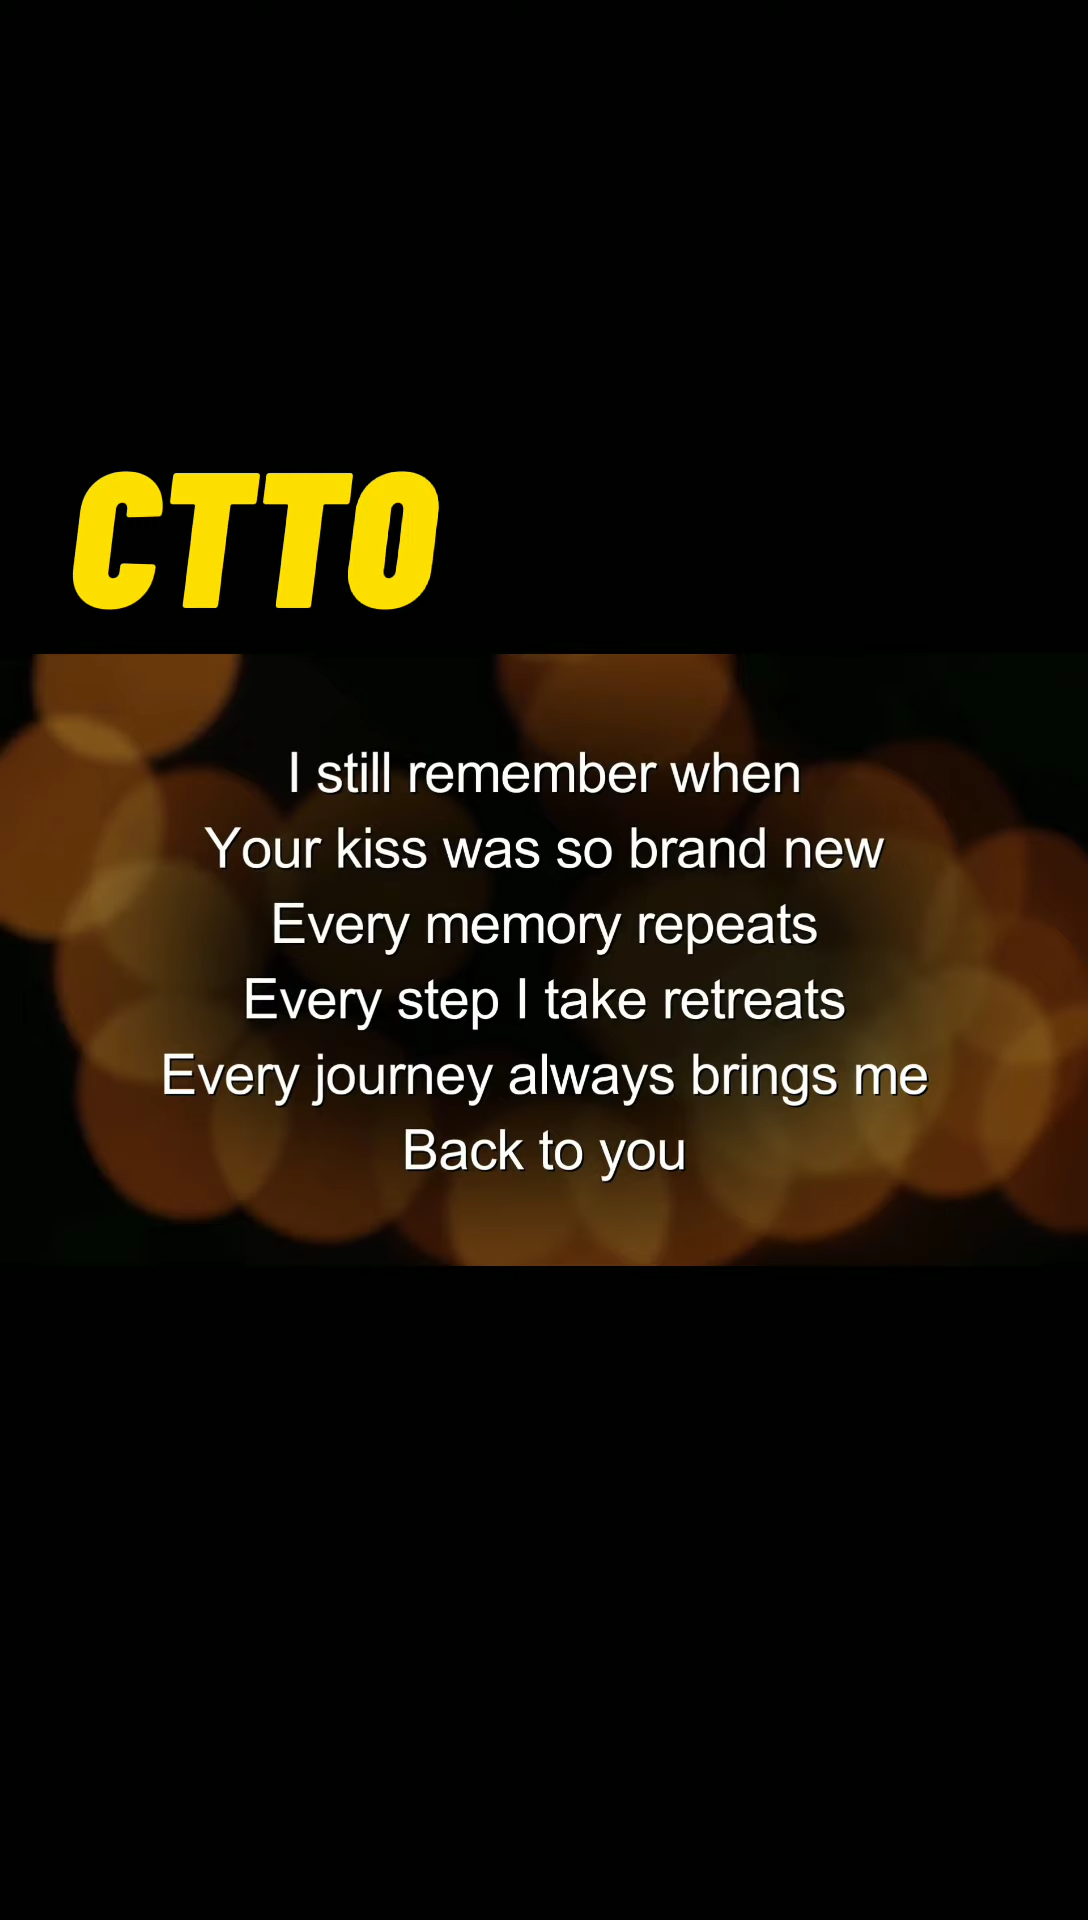 CTTO
I still remember when
Your kiss was so brand new
Every memory repeats
Every step I take retreats
Every journey always brings me
Back to you